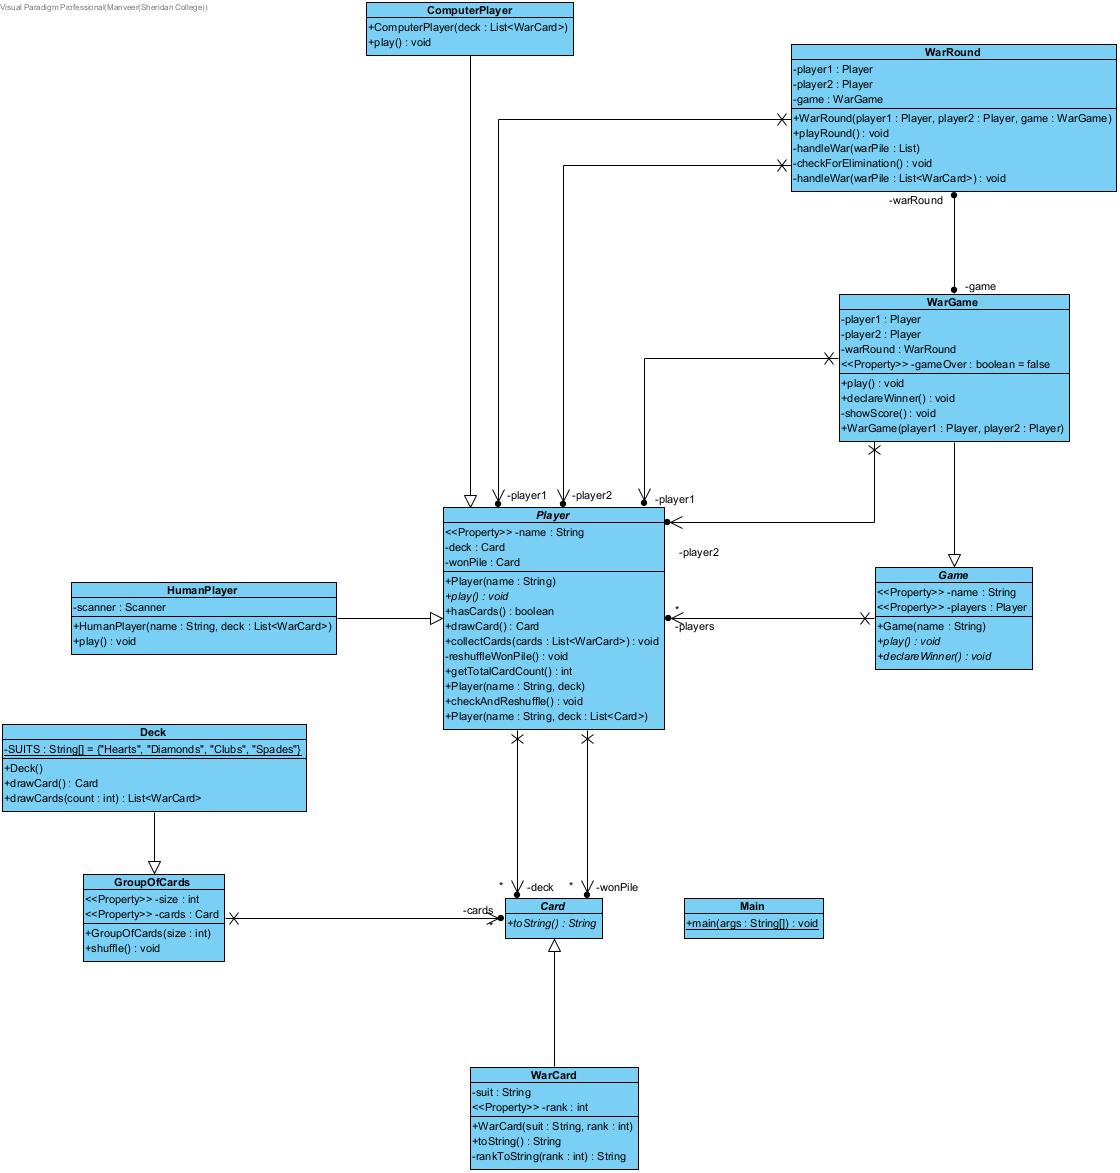 Visual Paradigm Professional(Manveer(Sheridan College))
ComputerPlayer
+ComputerPlayer(deck : List<WarCard>)
+play() : void
WarRound
-player1 : Player
-player2 : Player
-game : WarGame
+WarRound(player1 : Player, player2 : Player, game : WarGame)
+playRound() : void
-handleWar(warPile : List)
-checkForElimination() : void
-handleWar(warPile : List<WarCard>) : void
-warRound
-game
WarGame
-player1 : Player
-player2 : Player
-warRound : WarRound
<<Property>> -gameOver : boolean = false
+play() : void
+declareWinner() : void
-showScore() : void
+WarGame(player1 : Player, player2 : Player)
-player1
-player2
-player1
-player2
Player
<<Property>> -name : String
-deck : Card
-wonPile : Card
+Player(name : String)
+play() : void
+hasCards() : boolean
+drawCard() : Card
+collectCards(cards : List<WarCard>) : void
-reshuffleWonPile() : void
+getTotalCardCount() : int
+Player(name : String, deck)
+checkAndReshuffle() : void
+Player(name : String, deck : List<Card>)
*
-players
Game
<<Property>> -name : String
<<Property>> -players : Player
+Game(name : String)
+play() : void
+declareWinner() : void
HumanPlayer
-scanner : Scanner
+HumanPlayer(name : String, deck : List<WarCard>)
+play() : void
Deck
-SUITS : String[] = {"Hearts", "Diamonds", "Clubs", "Spades"}
+Deck()
+drawCard() : Card
+drawCards(count : int) : List<WarCard>
GroupOfCards
<<Property>> -size : int
<<Property>> -cards : Card
+GroupOfCards(size : int)
+shuffle() : void
-cards
*
* -deck
* -wonPile
Card
+toString() : String
Main
+main(args : String[]) : void
WarCard
-suit : String
<<Property>> -rank : int
+WarCard(suit : String, rank : int)
+toString() : String
-rankToString(rank : int) : String